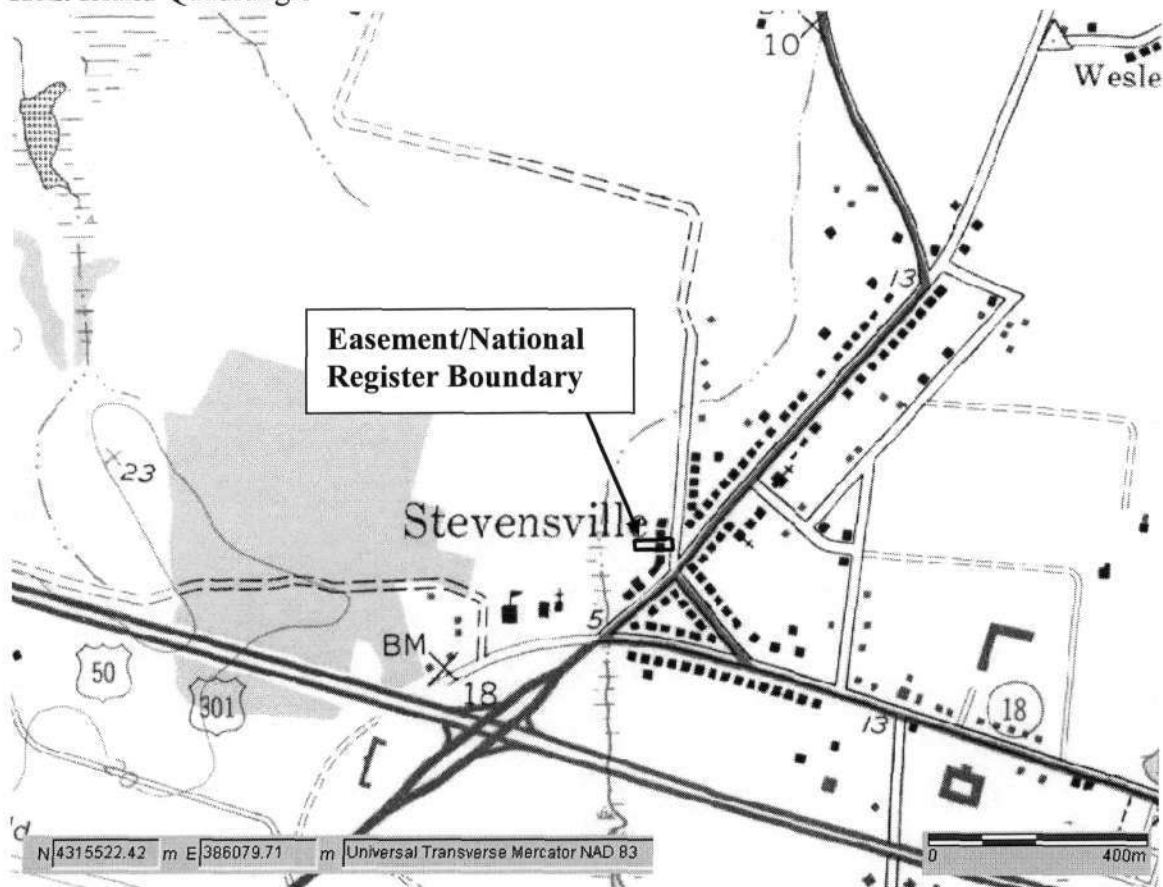 10
Wesle
13
Easement/National
Register Boundary
23
Stevensville
5
BM
18
50
301
18
13
N 4315522.42 m E 386079.71 m Universal Transverse Mercator NAD 83
0 400m